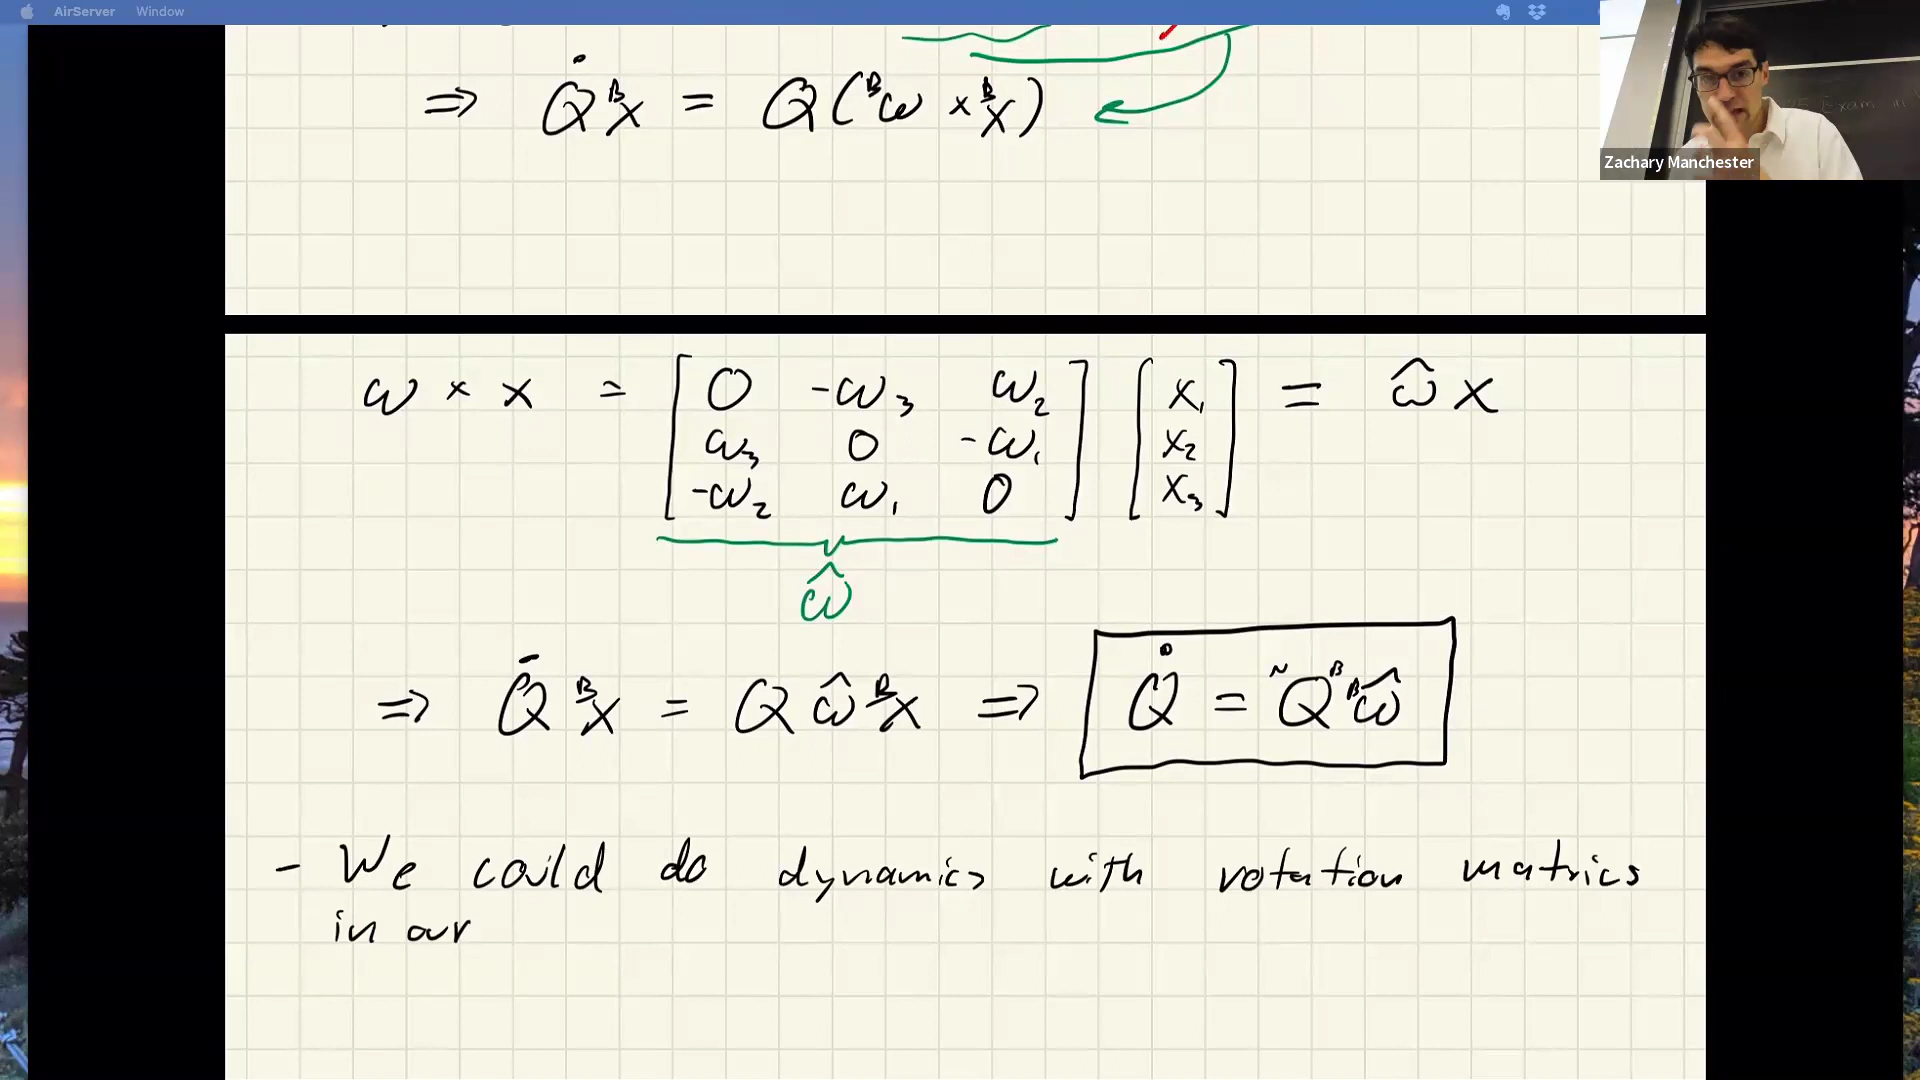 AirServer Window
⇒ Q̇ ᴮx = Q(ᴮω × ᴮx)
Zachary Manchester
ω × x = [0 -ω₃ ω₂; ω₃ 0 -ω₁; -ω₂ ω₁ 0] [x₁; x₂; x₃] = ω̂ x
ω̂
⇒ Q̇ ᴮx = Q ω̂ ᴮx ⇒ Q̇ = ᴺQᴮ ᴮω̂
- We could do dynamics with rotation matrics
in our